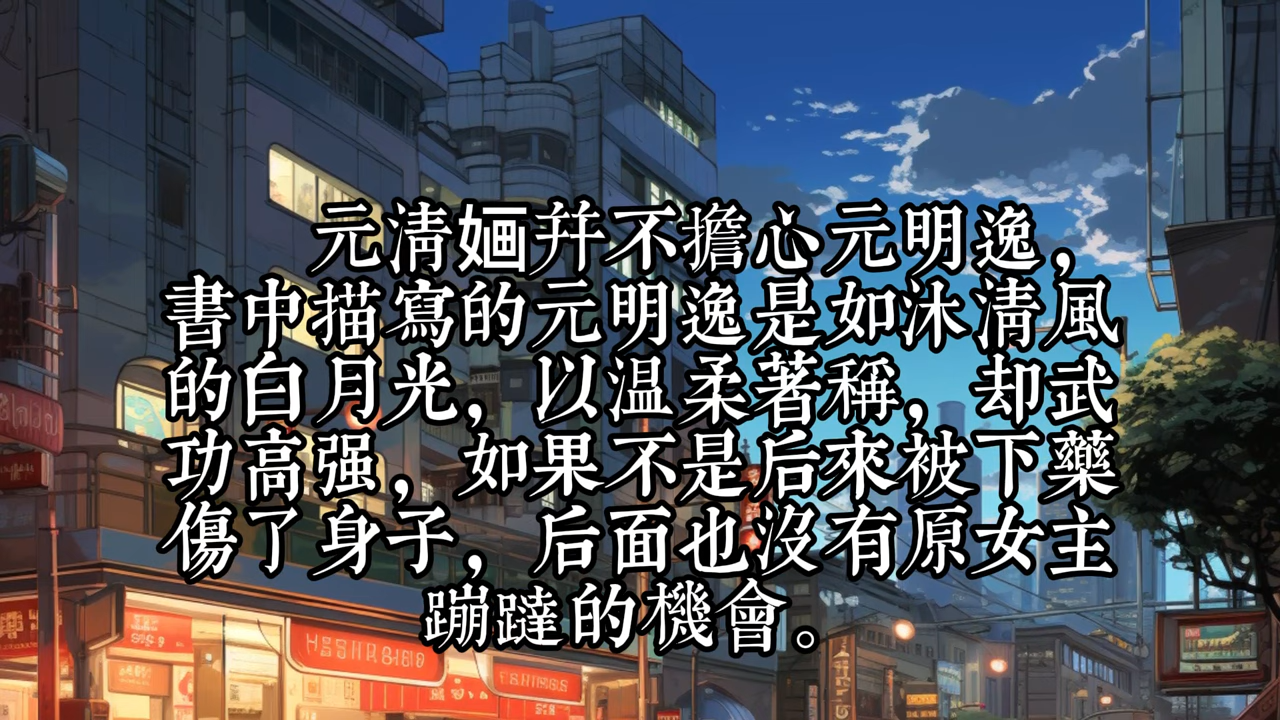 元清婳并不擔心元明逸，
書中描寫的元明逸是如沐清風
的白月光，以温柔著稱，却武
功高强，如果不是后來被下藥
傷了身子，后面也沒有原女主
蹦躂的機會。